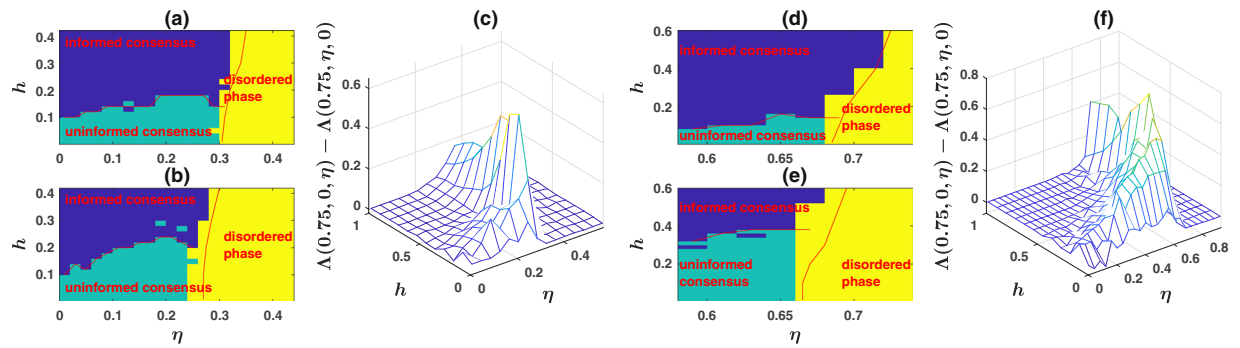 (a)
0.4
0.3
0.2
0.1
h
informed consensus
disordered
phase
uninformed consensus
0
0.1
0.2
0.3
0.4
(b)
0.4
0.3
0.2
0.1
h
informed consensus
disordered
phase
uninformed consensus
0
0.1
0.2
0.3
0.4
η
(c)
Λ(0.75, 0, η) − Λ(0.75, η, 0)
0.6
0.4
0.2
0
1
0.5
0
h
0
0.2
0.4
η
(d)
0.6
0.4
0.2
h
informed consensus
uninformed consensus
disordered
phase
0.6
0.65
0.7
(e)
0.6
0.4
0.2
h
informed consensus
uninformed
consensus
disordered
phase
0.6
0.65
0.7
η
(f)
Λ(0.75, 0, η) − Λ(0.75, η, 0)
0.8
0.6
0.4
0.2
0
1
0.5
0
h
0
0.2
0.4
0.6
0.8
η